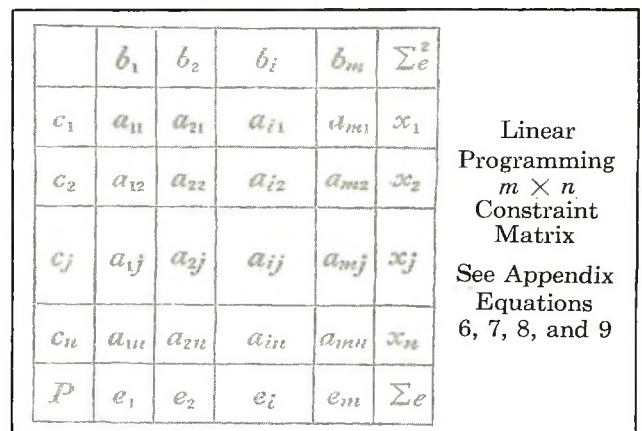 b₁ b₂ bᵢ bₘ Σe²
c₁ a₁₁ a₂₁ aᵢ₁ aₘ₁ x₁
c₂ a₁₂ a₂₂ aᵢ₂ aₘ₂ x₂
cⱼ a₁ⱼ a₂ⱼ aᵢⱼ aₘⱼ xⱼ
cₙ a₁ₙ a₂ₙ aᵢₙ aₘₙ xₙ
P e₁ e₂ eᵢ eₘ Σe
Linear
Programming
m × n
Constraint
Matrix
See Appendix
Equations
6, 7, 8, and 9